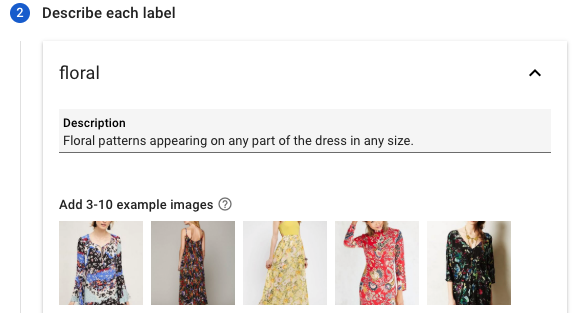 2 Describe each label
floral
Description
Floral patterns appearing on any part of the dress in any size.
Add 3-10 example images ?